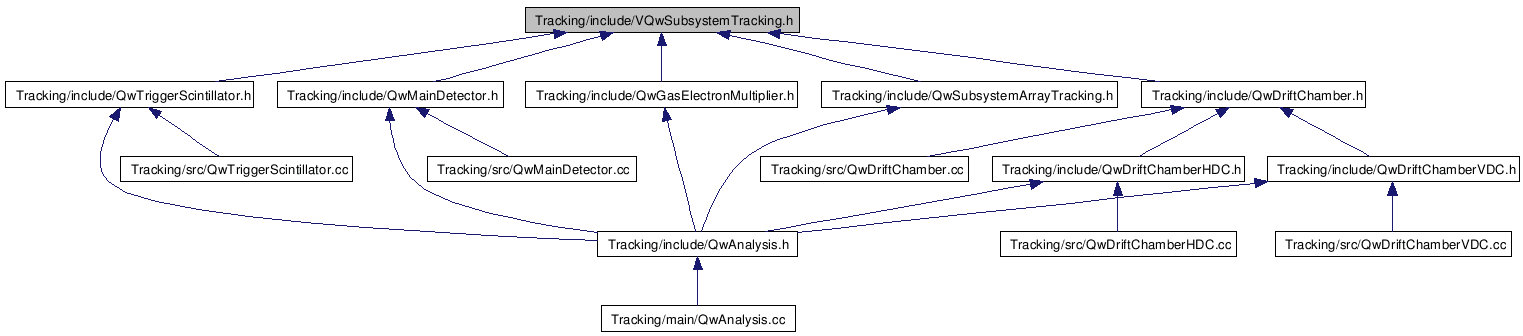 Tracking/include/VQwSubsystemTracking.h
Tracking/include/QwTriggerScintillator.h
Tracking/include/QwMainDetector.h
Tracking/include/QwGasElectronMultiplier.h
Tracking/include/QwSubsystemArrayTracking.h
Tracking/include/QwDriftChamber.h
Tracking/src/QwTriggerScintillator.cc
Tracking/src/QwMainDetector.cc
Tracking/src/QwDriftChamber.cc
Tracking/include/QwDriftChamberHDC.h
Tracking/include/QwDriftChamberVDC.h
Tracking/include/QwAnalysis.h
Tracking/src/QwDriftChamberHDC.cc
Tracking/src/QwDriftChamberVDC.cc
Tracking/main/QwAnalysis.cc